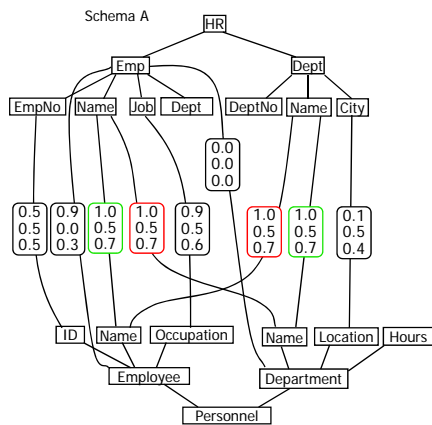 Schema A
HR
Emp Dept
EmpNo Name Job Dept DeptNo Name City
0.0
0.0
0.0
0.5 0.9 1.0 1.0 0.9 1.0 1.0 0.1
0.5 0.0 0.5 0.5 0.5 0.5 0.5 0.5
0.5 0.3 0.7 0.7 0.6 0.7 0.7 0.4
ID Name Occupation Name Location Hours
Employee Department
Personnel